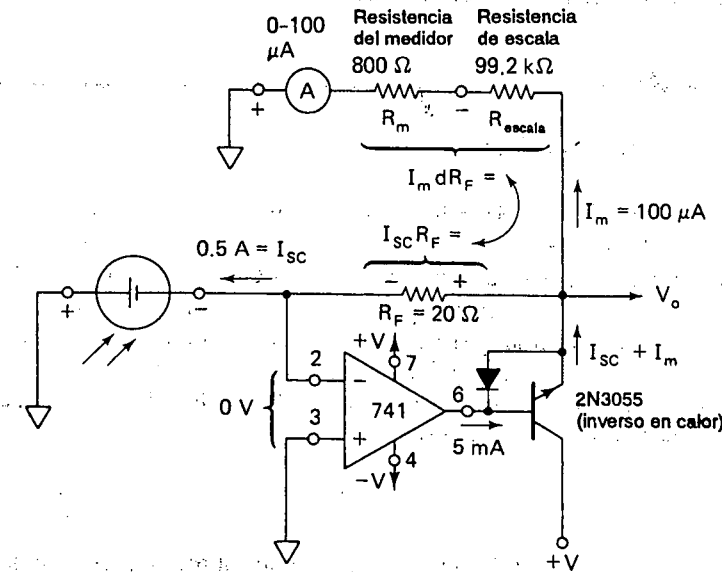 0-100
μA
Resistencia
del medidor
800 Ω
Resistencia
de escala
99.2 kΩ
A
+
R_m
−
R_escala
I_m dR_F =
I_m = 100 μA
0.5 A = I_SC
I_SC R_F =
+
−
−
+
R_F = 20 Ω
V_o
I_SC + I_m
+V
7
2
−
0 V
3
+
741
6
5 mA
4
−V
2N3055
(inverso en calor)
+V